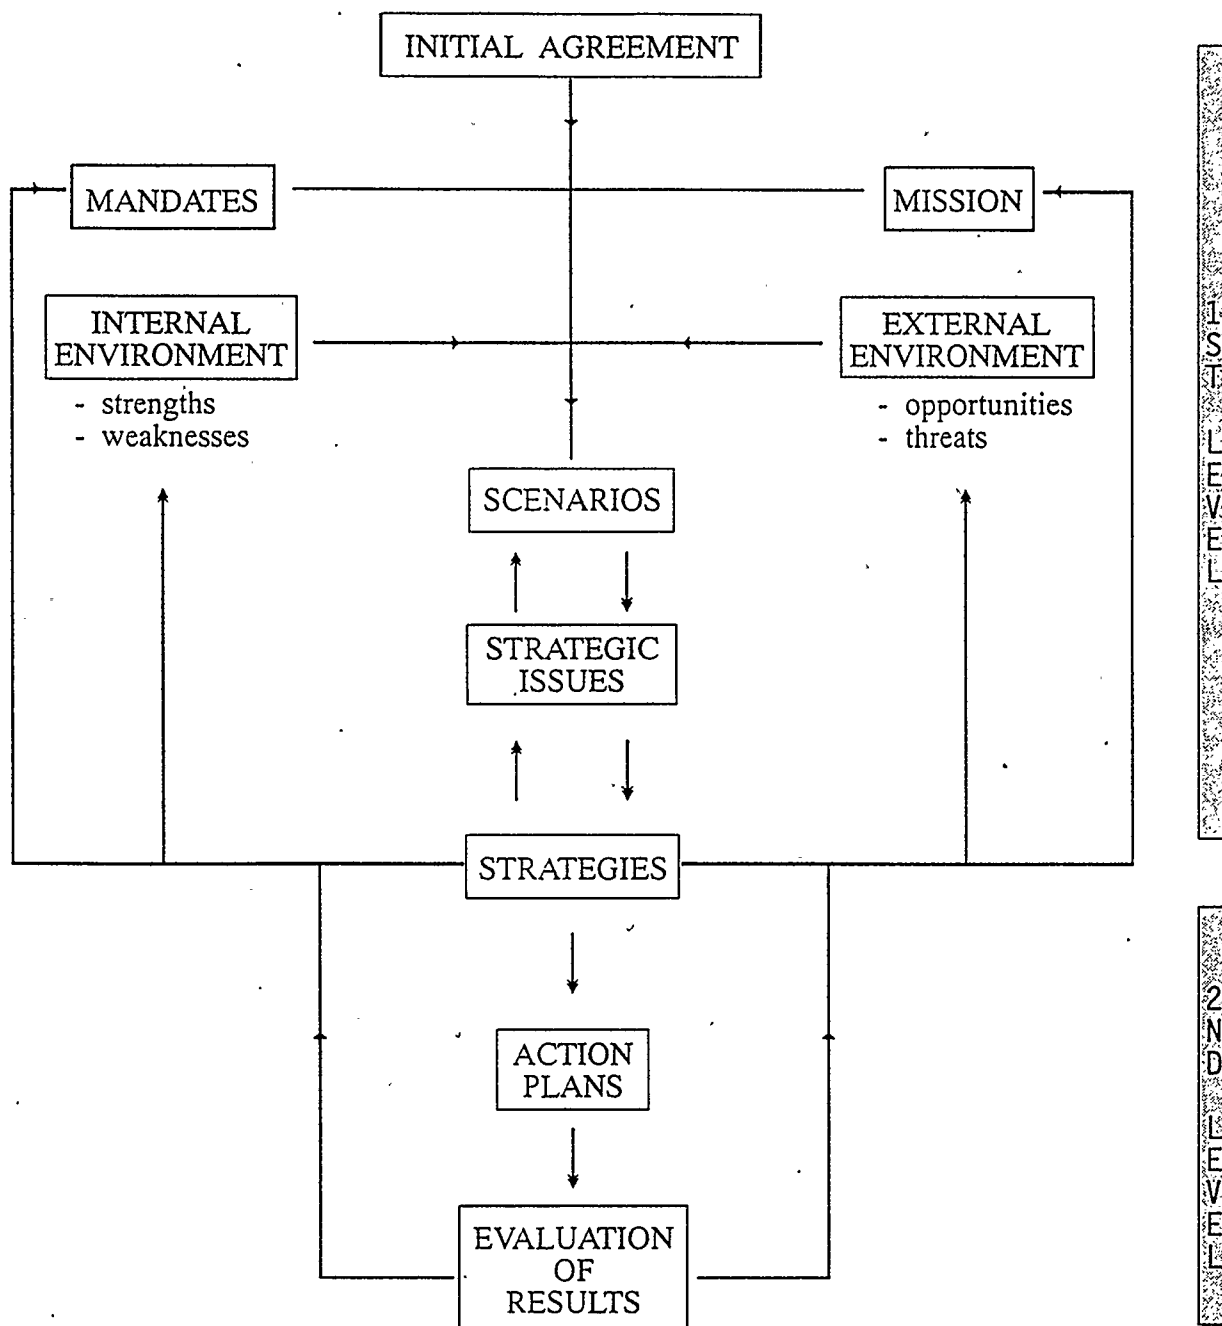 INITIAL AGREEMENT
MANDATES
MISSION
INTERNAL
ENVIRONMENT
- strengths
- weaknesses
EXTERNAL
ENVIRONMENT
- opportunities
- threats
SCENARIOS
STRATEGIC
ISSUES
STRATEGIES
ACTION
PLANS
EVALUATION
OF
RESULTS
1
S
T
L
E
V
E
L
2
N
D
L
E
V
E
L